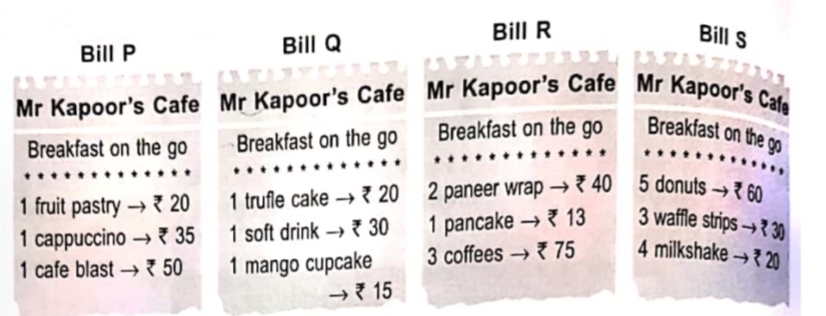 Bill P
Mr Kapoor's Cafe
Breakfast on the go
1 fruit pastry → ₹ 20
1 cappuccino → ₹ 35
1 cafe blast → ₹ 50
Bill Q
Mr Kapoor's Cafe
Breakfast on the go
1 trufle cake → ₹ 20
1 soft drink → ₹ 30
1 mango cupcake
→ ₹ 15
Bill R
Mr Kapoor's Cafe
Breakfast on the go
2 paneer wrap → ₹ 40
1 pancake → ₹ 13
3 coffees → ₹ 75
Bill S
Mr Kapoor's Cafe
Breakfast on the go
5 donuts → ₹ 60
3 waffle strips → ₹ 30
4 milkshake → ₹ 20